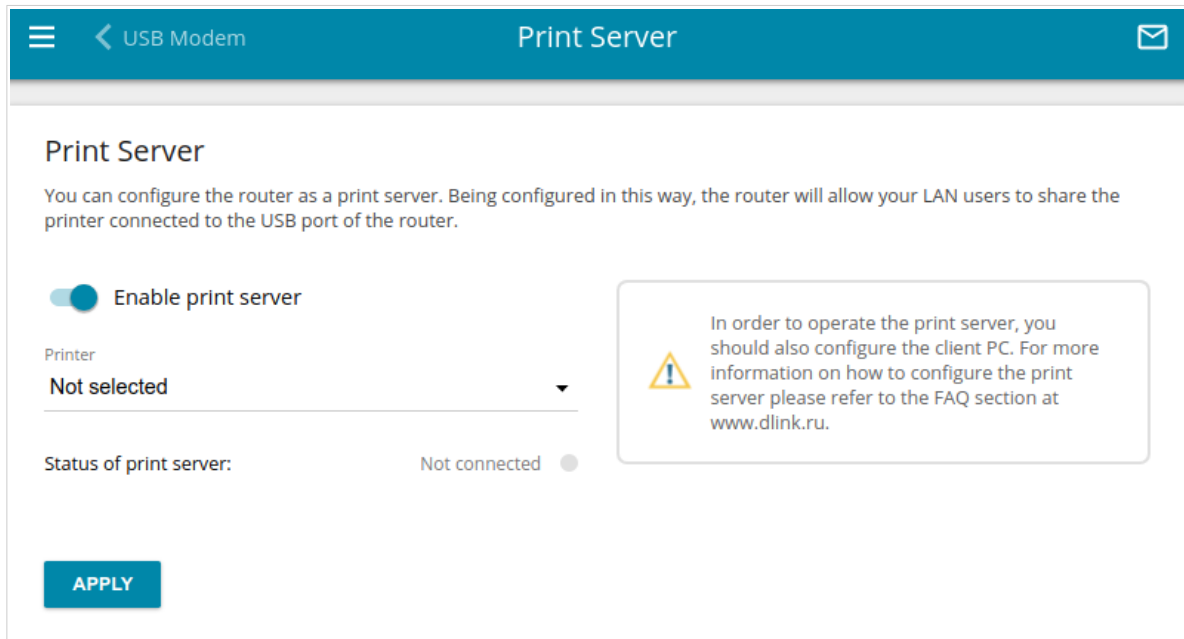 USB Modem
Print Server
Print Server
You can configure the router as a print server. Being configured in this way, the router will allow your LAN users to share the
printer connected to the USB port of the router.
Enable print server
Printer
Not selected
Status of print server:
Not connected
In order to operate the print server, you
should also configure the client PC. For more
information on how to configure the print
server please refer to the FAQ section at
www.dlink.ru.
APPLY